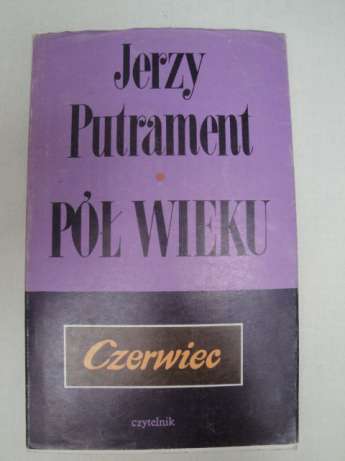 Jerzy
Putrament
PÓŁ WIEKU
Czerwiec
czytelnik